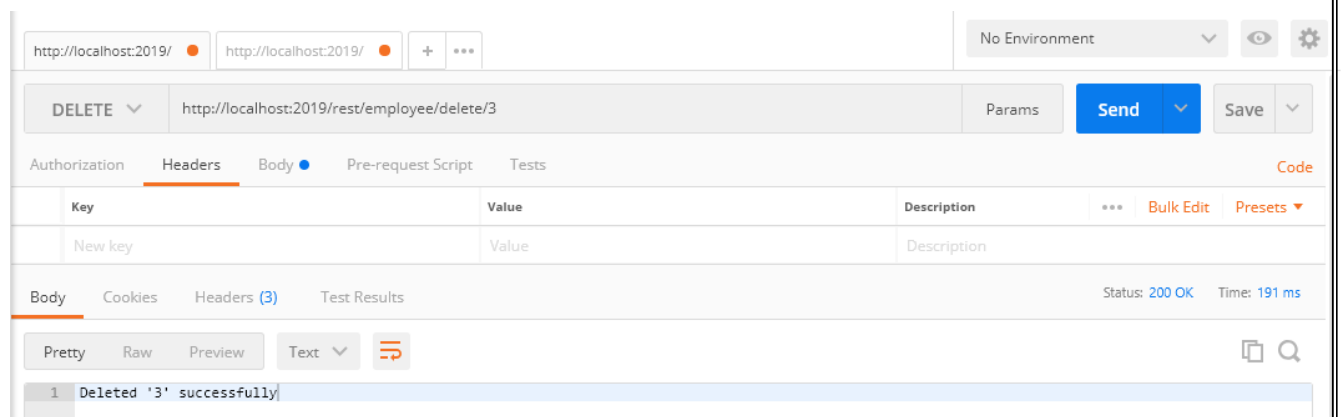 http://localhost:2019/ http://localhost:2019/ + ••• No Environment
DELETE http://localhost:2019/rest/employee/delete/3 Params Send Save
Authorization Headers Body Pre-request Script Tests Code
Key Value Description ••• Bulk Edit Presets
New key Value Description
Body Cookies Headers (3) Test Results Status: 200 OK Time: 191 ms
Pretty Raw Preview Text
1 Deleted '3' successfully